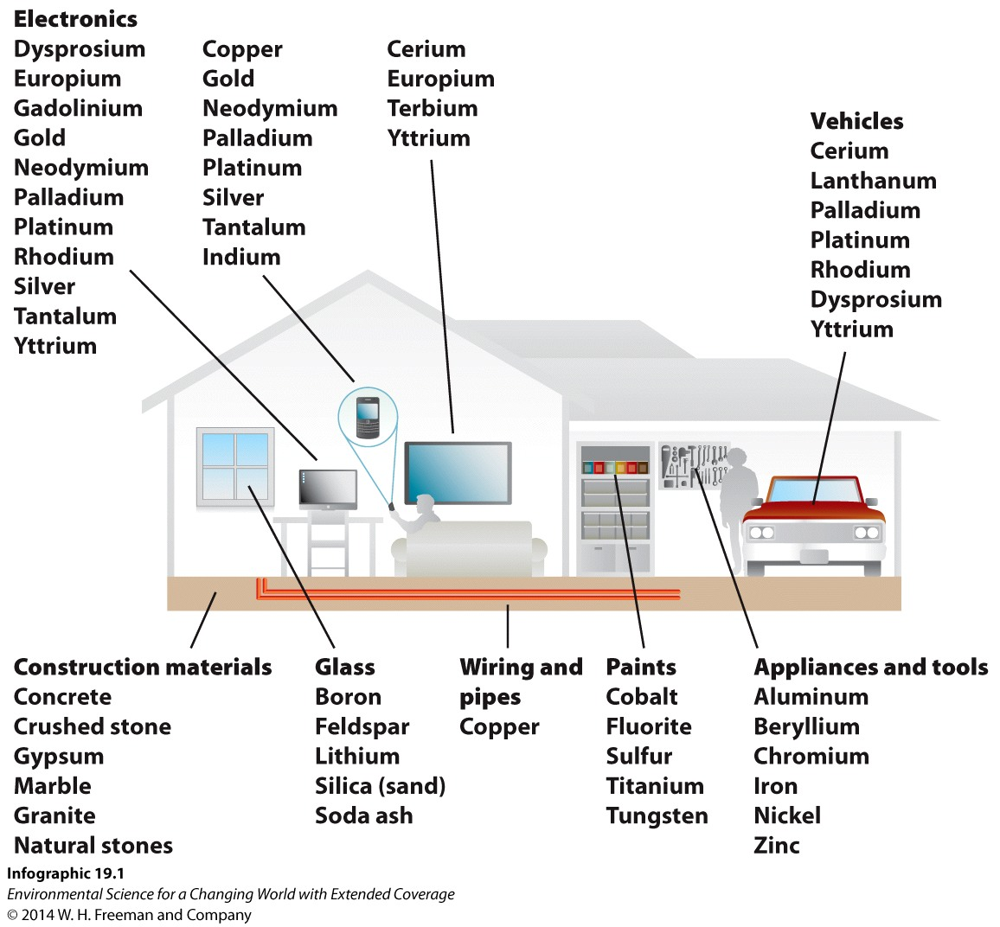 Electronics
Dysprosium
Europium
Gadolinium
Gold
Neodymium
Palladium
Platinum
Rhodium
Silver
Tantalum
Yttrium
Copper
Gold
Neodymium
Palladium
Platinum
Silver
Tantalum
Indium
Cerium
Europium
Terbium
Yttrium
Vehicles
Cerium
Lanthanum
Palladium
Platinum
Rhodium
Dysprosium
Yttrium
Construction materials
Concrete
Crushed stone
Gypsum
Marble
Granite
Natural stones
Glass
Boron
Feldspar
Lithium
Silica (sand)
Soda ash
Wiring and
pipes
Copper
Paints
Cobalt
Fluorite
Sulfur
Titanium
Tungsten
Appliances and tools
Aluminum
Beryllium
Chromium
Iron
Nickel
Zinc
Infographic 19.1
Environmental Science for a Changing World with Extended Coverage
© 2014 W. H. Freeman and Company